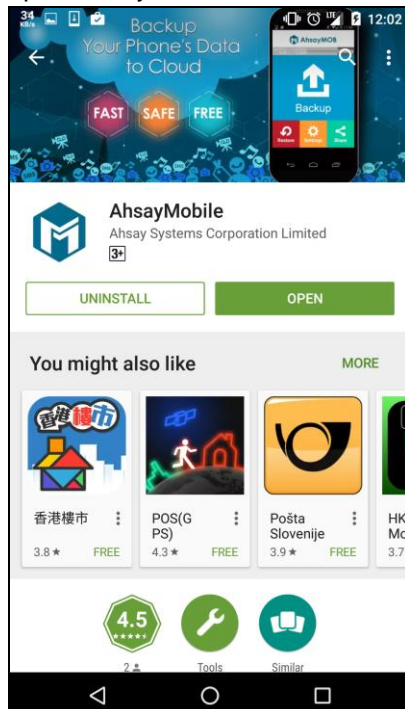 34
KB/s
LTE
12:02
Backup
Your Phone's Data
to Cloud
FAST
SAFE
FREE
AhsayMOB
Backup
Restore
Settings
Share
AhsayMobile
Ahsay Systems Corporation Limited
3+
UNINSTALL
OPEN
You might also like
MORE
香港樓市
香港樓市
3.8★ FREE
POS(G
PS)
4.3★ FREE
Pošta
Slovenije
3.9★ FREE
HK
Mo
3.7
4.5
2
Tools
Similar